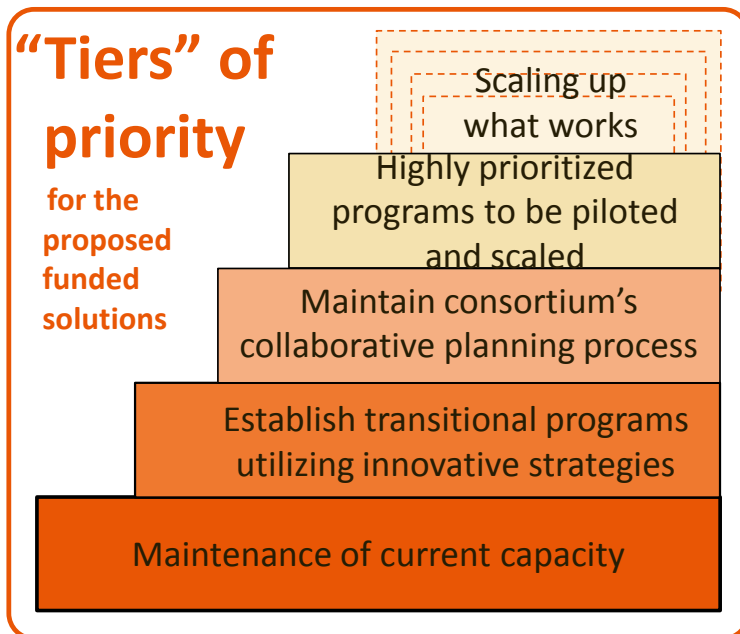 “Tiers” of
priority
for the
proposed
funded
solutions
Scaling up
what works
Highly prioritized
programs to be piloted
and scaled
Maintain consortium’s
collaborative planning process
Establish transitional programs
utilizing innovative strategies
Maintenance of current capacity